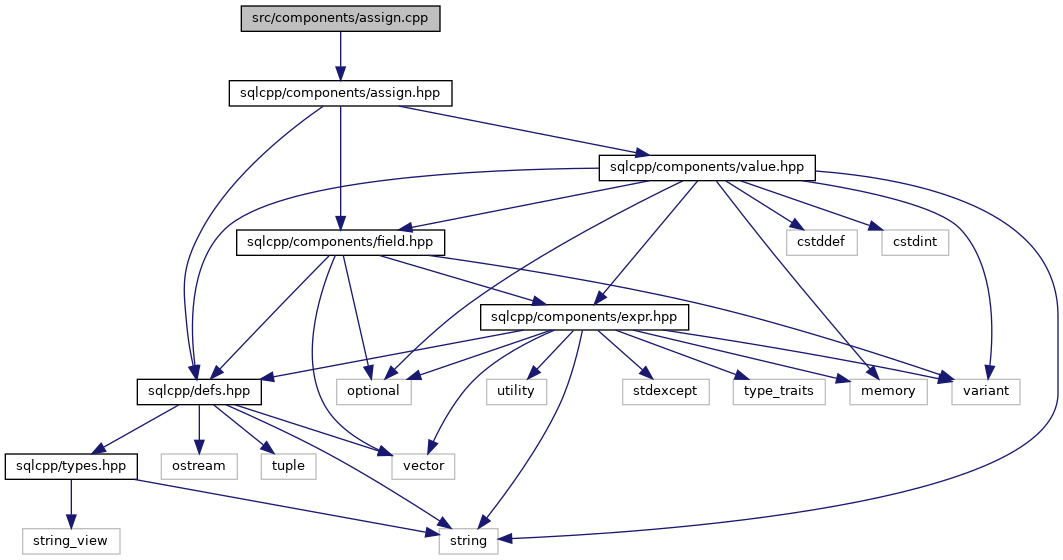 src/components/assign.cpp
sqlcpp/components/assign.hpp
sqlcpp/components/value.hpp
sqlcpp/components/field.hpp
cstddef
cstdint
sqlcpp/components/expr.hpp
sqlcpp/defs.hpp
optional
utility
stdexcept
type_traits
memory
variant
sqlcpp/types.hpp
ostream
tuple
vector
string_view
string